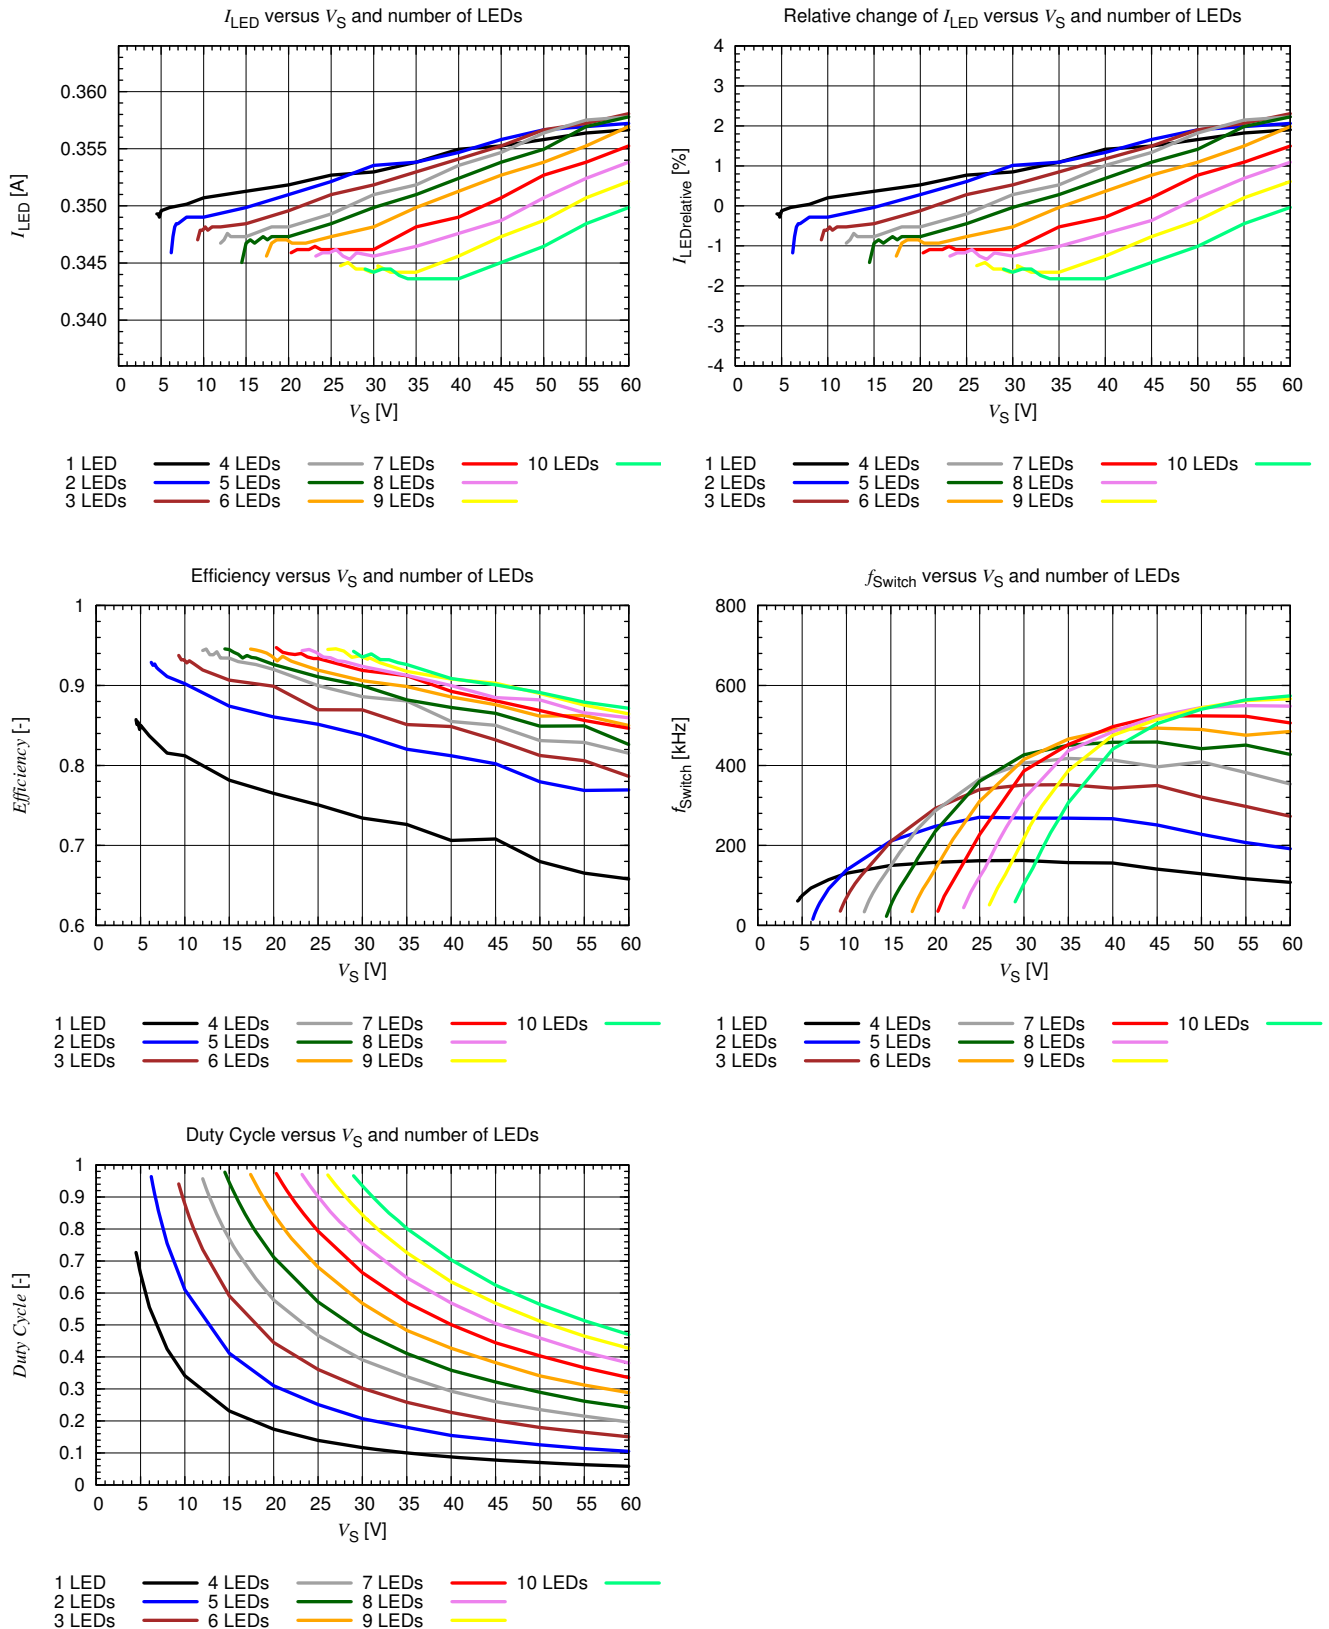 I_LED versus V_S and number of LEDs
0.360
0.355
0.350
0.345
0.340
I_LED [A]
0 5 10 15 20 25 30 35 40 45 50 55 60
V_S [V]
1 LED 4 LEDs 7 LEDs 10 LEDs
2 LEDs 5 LEDs 8 LEDs
3 LEDs 6 LEDs 9 LEDs
Relative change of I_LED versus V_S and number of LEDs
4
3
2
1
0
-1
-2
-3
-4
I_LEDrelative [%]
0 5 10 15 20 25 30 35 40 45 50 55 60
V_S [V]
1 LED 4 LEDs 7 LEDs 10 LEDs
2 LEDs 5 LEDs 8 LEDs
3 LEDs 6 LEDs 9 LEDs
Efficiency versus V_S and number of LEDs
1
0.9
0.8
0.7
0.6
Efficiency [-]
0 5 10 15 20 25 30 35 40 45 50 55 60
V_S [V]
1 LED 4 LEDs 7 LEDs 10 LEDs
2 LEDs 5 LEDs 8 LEDs
3 LEDs 6 LEDs 9 LEDs
f_Switch versus V_S and number of LEDs
800
600
400
200
0
f_Switch [kHz]
0 5 10 15 20 25 30 35 40 45 50 55 60
V_S [V]
1 LED 4 LEDs 7 LEDs 10 LEDs
2 LEDs 5 LEDs 8 LEDs
3 LEDs 6 LEDs 9 LEDs
Duty Cycle versus V_S and number of LEDs
1
0.9
0.8
0.7
0.6
0.5
0.4
0.3
0.2
0.1
0
Duty Cycle [-]
0 5 10 15 20 25 30 35 40 45 50 55 60
V_S [V]
1 LED 4 LEDs 7 LEDs 10 LEDs
2 LEDs 5 LEDs 8 LEDs
3 LEDs 6 LEDs 9 LEDs